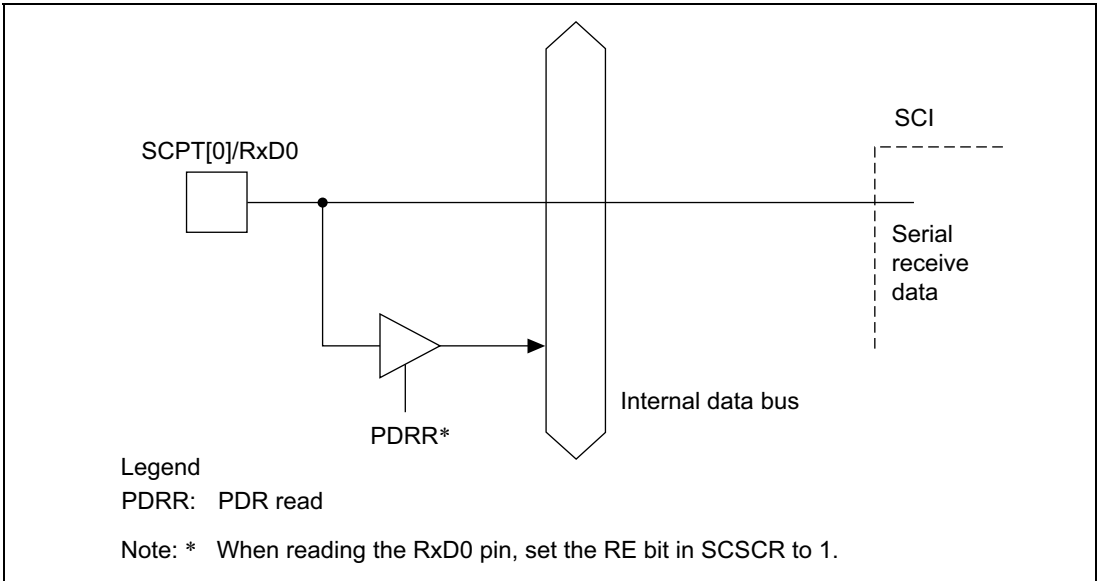 SCPT[0]/RxD0
SCI
Serial
receive
data
Internal data bus
PDRR*
Legend
PDRR: PDR read
Note: * When reading the RxD0 pin, set the RE bit in SCSCR to 1.